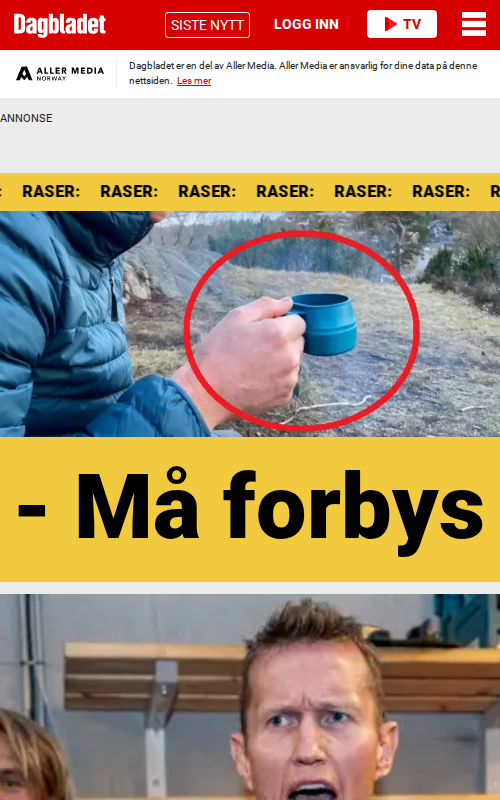 Dagbladet SISTE NYTT LOGG INN TV
ALLER MEDIA
NORWAY
Dagbladet er en del av Aller Media. Aller Media er ansvarlig for dine data på denne
nettsiden. Les mer
ANNONSE
: RASER: RASER: RASER: RASER: RASER: RASER: R
- Må forbys